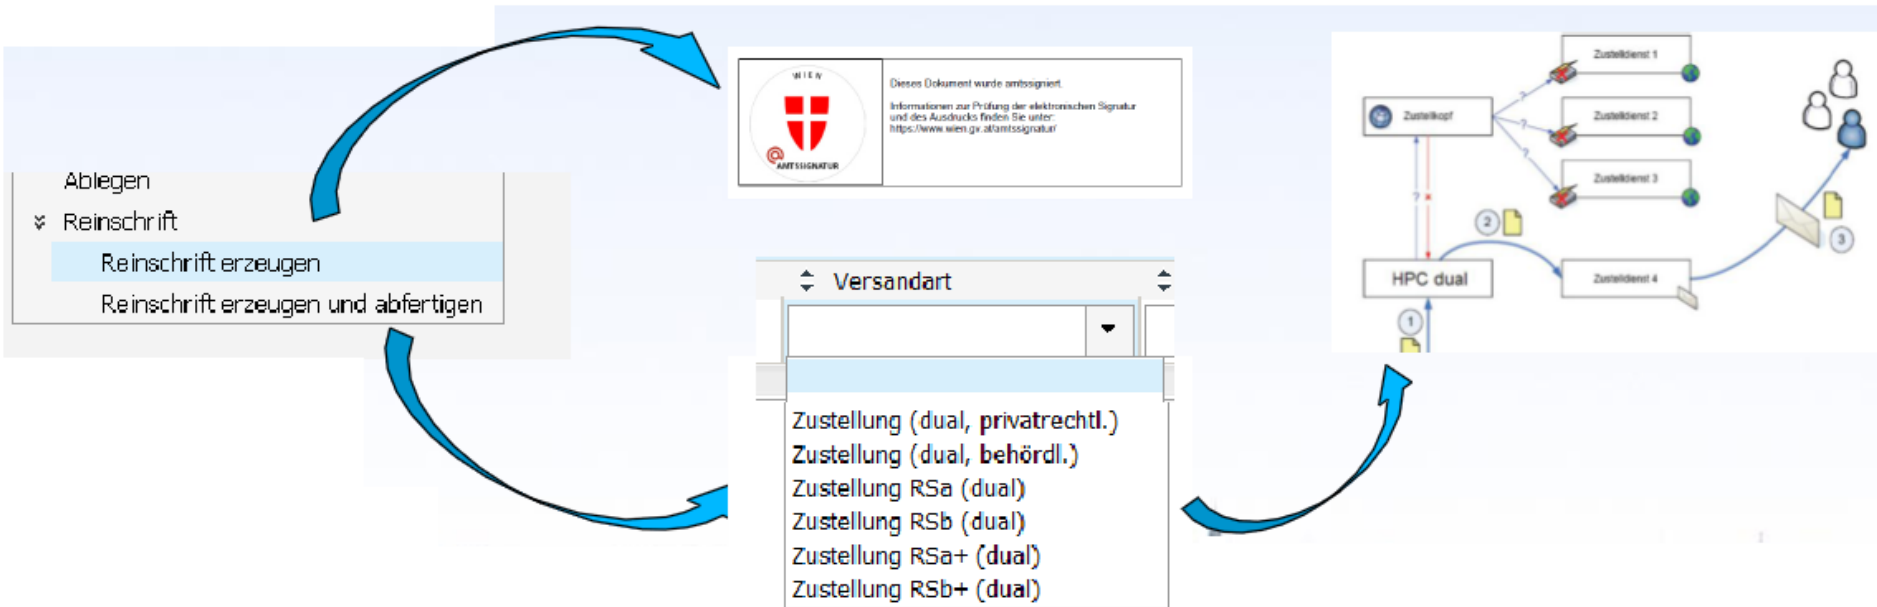 Ablegen
Reinschrift
Reinschrift erzeugen
Reinschrift erzeugen und abfertigen
WIEN
@AMTSSIGNATUR
Dieses Dokument wurde amtssigniert.
Informationen zur Prüfung der elektronischen Signatur
und des Ausdrucks finden Sie unter:
https://www.wien.gv.at/amtssignatur/
Versandart
Zustellung (dual, privatrechtl.)
Zustellung (dual, behördl.)
Zustellung RSa (dual)
Zustellung RSb (dual)
Zustellung RSa+ (dual)
Zustellung RSb+ (dual)
Zustelldienst 1
Zustellkopf
?
Zustelldienst 2
?
?
Zustelldienst 3
? x
2
3
HPC dual
Zustelldienst 4
1